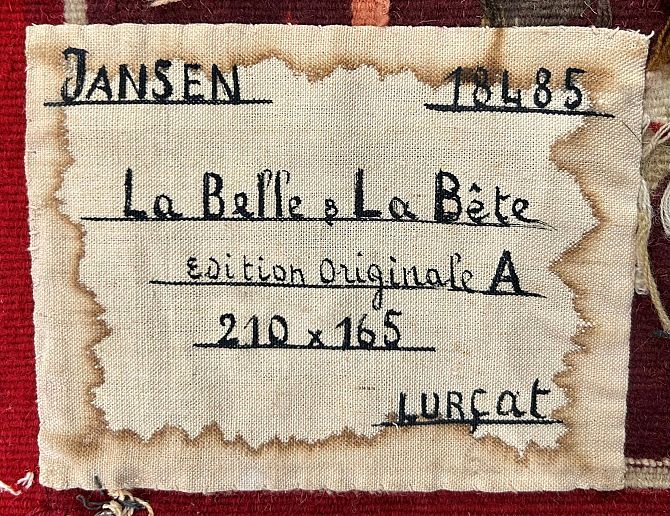 JANSEN 18485
La Belle & La Bête
Edition Originale A
210 x 165
LURÇAT